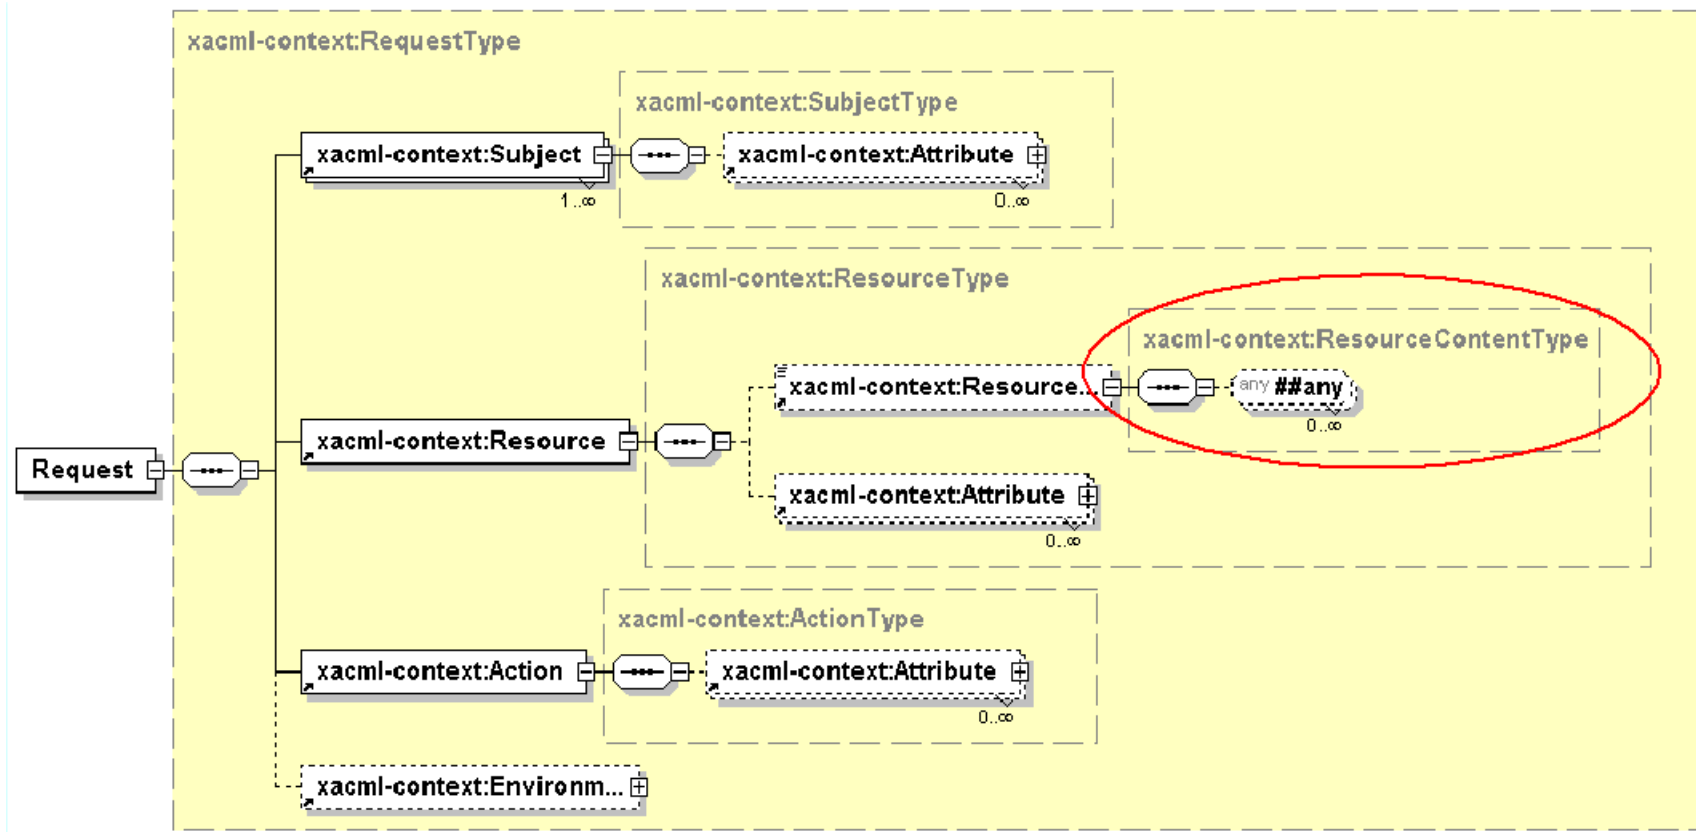 xacml-context:RequestType
xacml-context:SubjectType
xacml-context:Subject
1..∞
xacml-context:Attribute
0..∞
xacml-context:ResourceType
xacml-context:ResourceContentType
xacml-context:Resource...
any ##any
0..∞
xacml-context:Resource
Request
xacml-context:Attribute
0..∞
xacml-context:ActionType
xacml-context:Action
xacml-context:Attribute
0..∞
xacml-context:Environm...